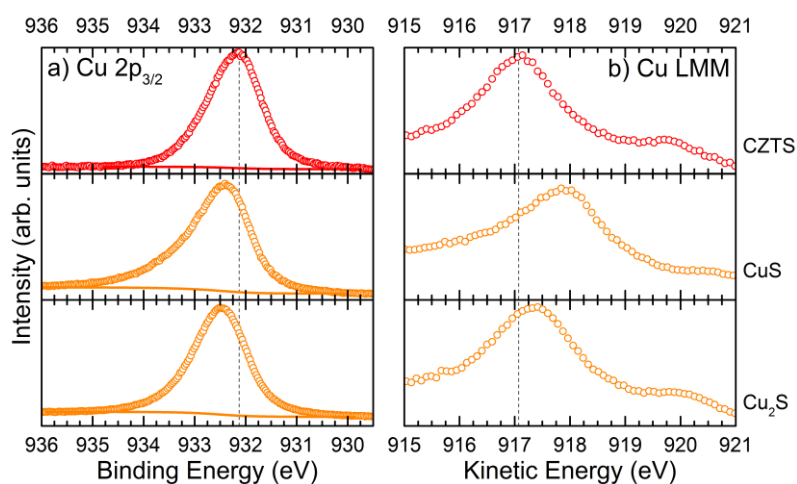 936 935 934 933 932 931 930
915 916 917 918 919 920 921
a) Cu 2p3/2
b) Cu LMM
CZTS
CuS
Cu2S
Intensity (arb. units)
936 935 934 933 932 931 930
915 916 917 918 919 920 921
Binding Energy (eV)
Kinetic Energy (eV)